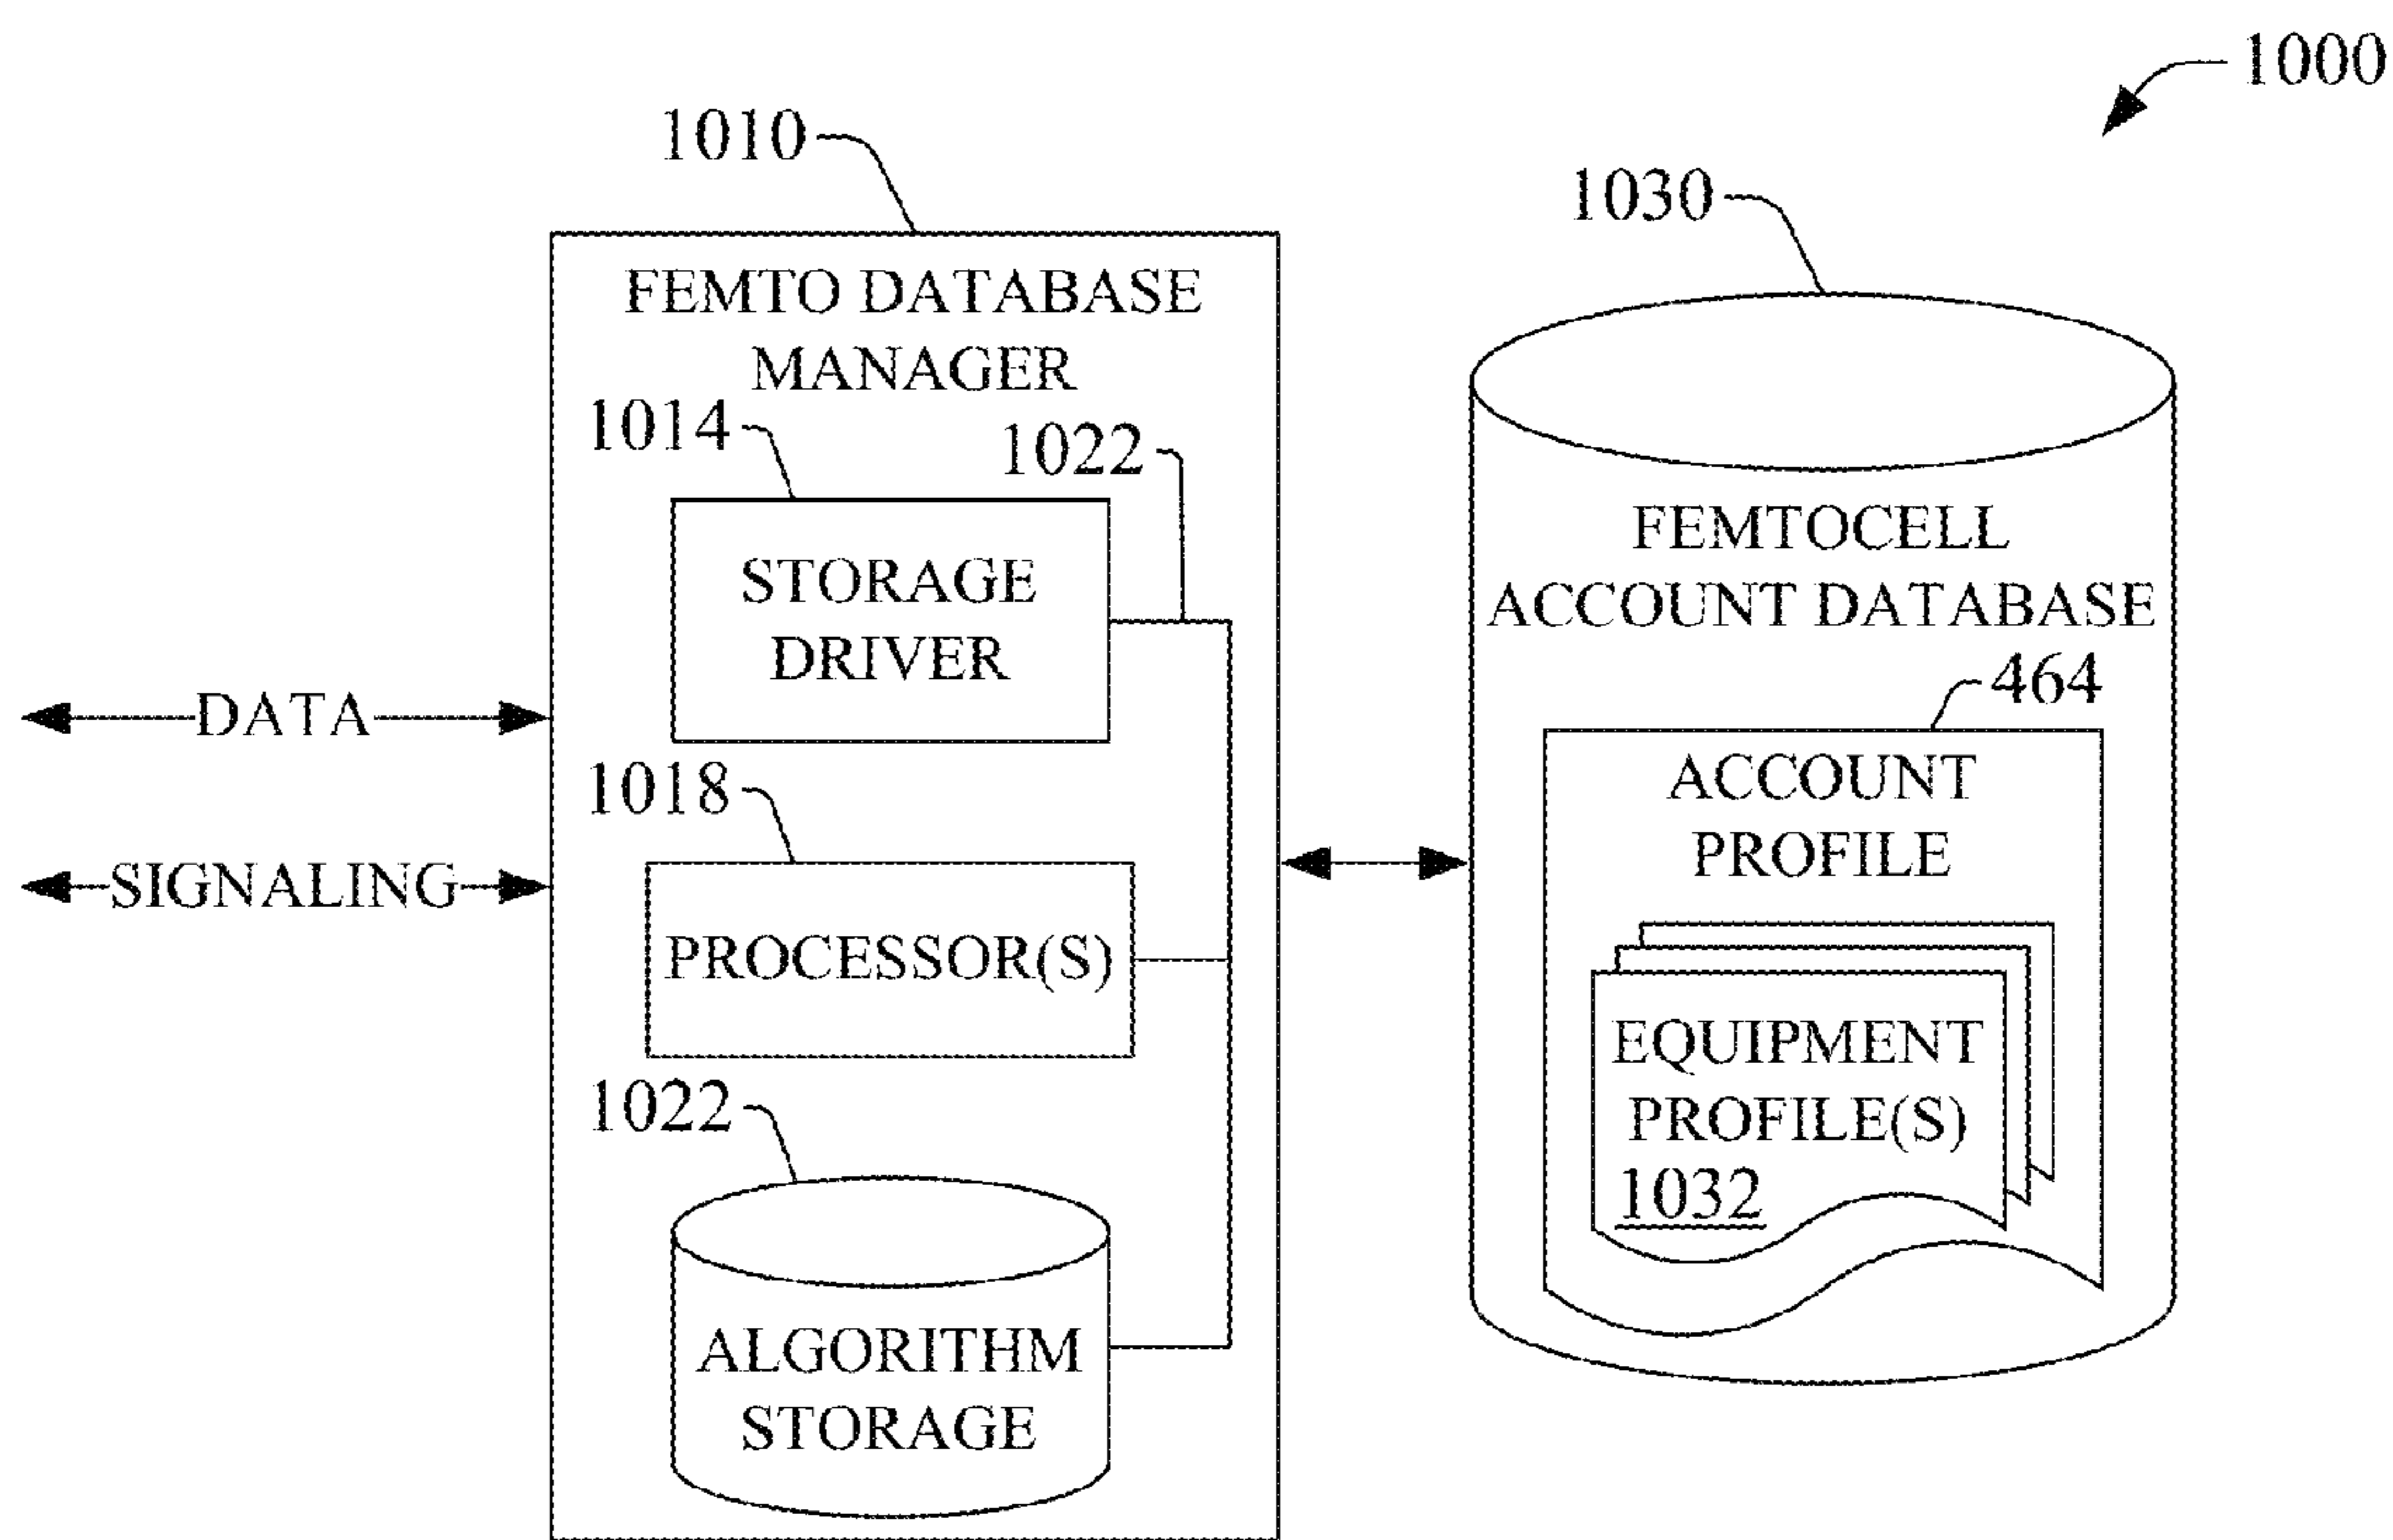 1000
1010
1030
FEMTO DATABASE
MANAGER
1014
1022
STORAGE
DRIVER
DATA
SIGNALING
1018
PROCESSOR(S)
1022
ALGORITHM
STORAGE
FEMTOCELL
ACCOUNT DATABASE
464
ACCOUNT
PROFILE
EQUIPMENT
PROFILE(S)
1032